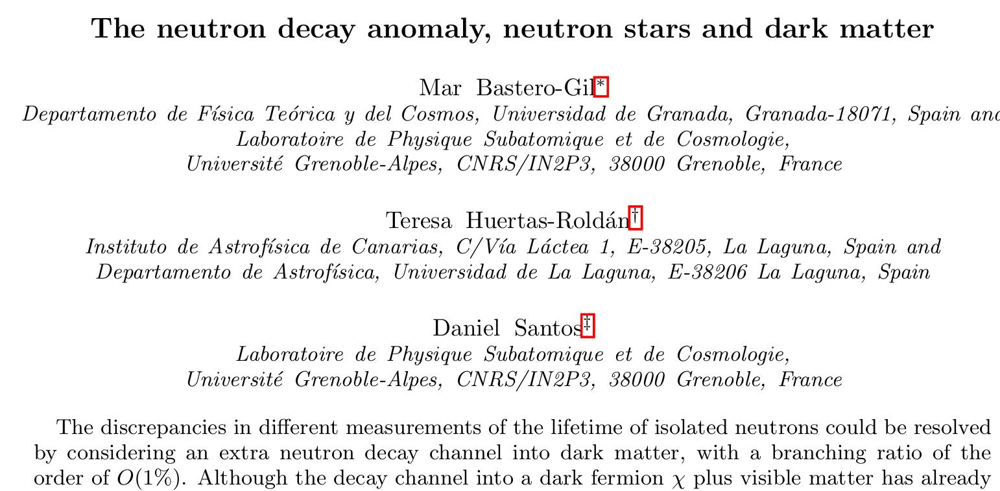 The neutron decay anomaly, neutron stars and dark matter
Mar Bastero-Gil*
Departamento de Física Teórica y del Cosmos, Universidad de Granada, Granada-18071, Spain and
Laboratoire de Physique Subatomique et de Cosmologie,
Université Grenoble-Alpes, CNRS/IN2P3, 38000 Grenoble, France
Teresa Huertas-Roldán†
Instituto de Astrofísica de Canarias, C/Vía Láctea 1, E-38205, La Laguna, Spain and
Departamento de Astrofísica, Universidad de La Laguna, E-38206 La Laguna, Spain
Daniel Santos‡
Laboratoire de Physique Subatomique et de Cosmologie,
Université Grenoble-Alpes, CNRS/IN2P3, 38000 Grenoble, France
The discrepancies in different measurements of the lifetime of isolated neutrons could be resolved
by considering an extra neutron decay channel into dark matter, with a branching ratio of the
order of O(1%). Although the decay channel into a dark fermion χ plus visible matter has already